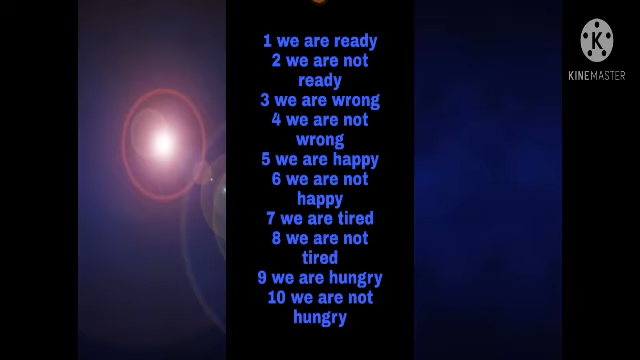 1 we are ready
2 we are not
ready
3 we are wrong
4 we are not
wrong
5 we are happy
6 we are not
happy
7 we are tired
8 we are not
tired
9 we are hungry
10 we are not
hungry
K
KINEMASTER